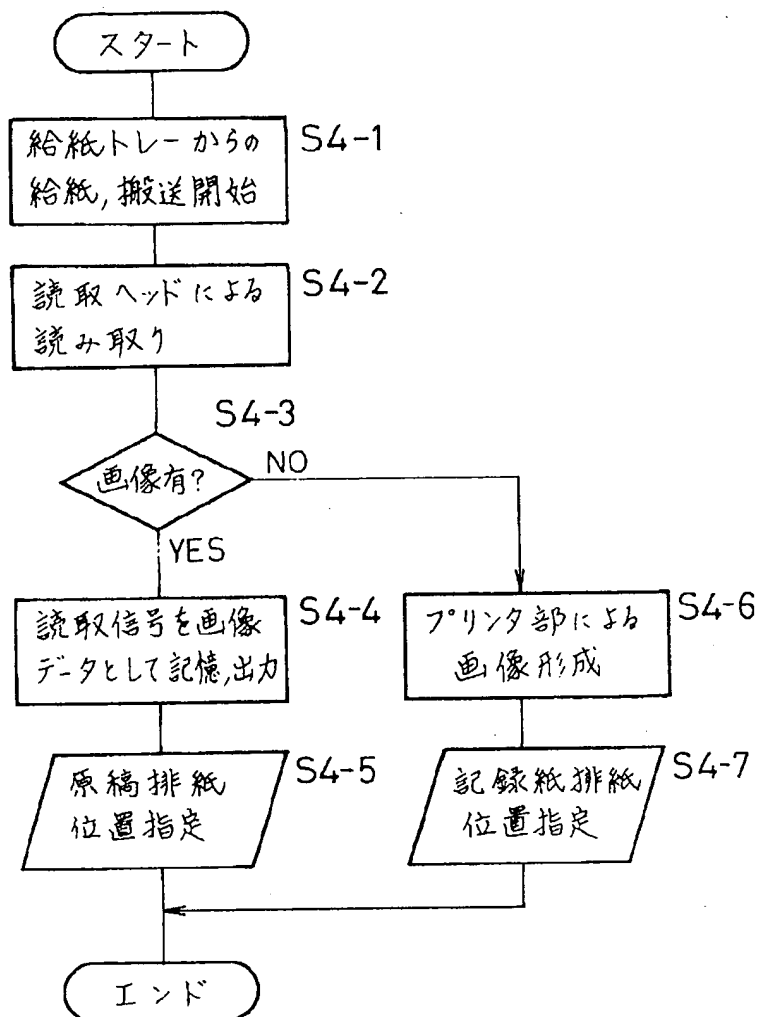 スタート
給紙トレーからの
給紙,搬送開始
S4-1
読取ヘッドによる
読み取り
S4-2
S4-3
画像有?
NO
YES
読取信号を画像
データとして記憶,出力
S4-4
プリンタ部による
画像形成
S4-6
原稿排紙
位置指定
S4-5
記録紙排紙
位置指定
S4-7
エンド